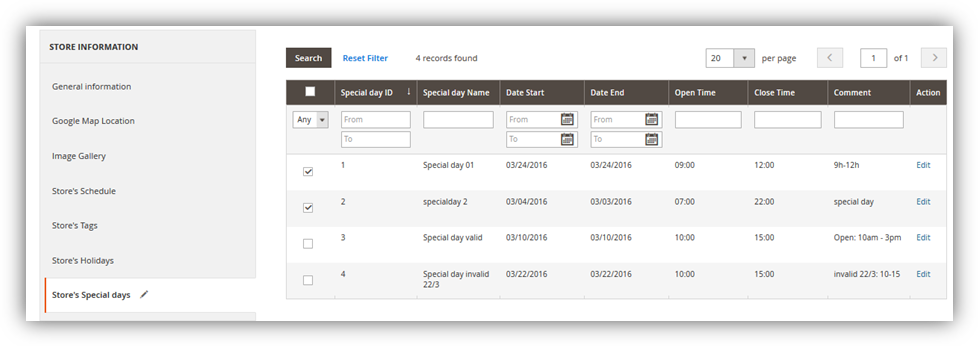 STORE INFORMATION
General information
Google Map Location
Image Gallery
Store's Schedule
Store's Tags
Store's Holidays
Store's Special days
Search Reset Filter 4 records found 20 per page 1 of 1
Special day ID ↓ Special day Name Date Start Date End Open Time Close Time Comment Action
Any From From From
To To To
1 Special day 01 03/24/2016 03/24/2016 09:00 12:00 9h-12h Edit
2 specialday 2 03/04/2016 03/03/2016 07:00 22:00 special day Edit
3 Special day valid 03/10/2016 03/10/2016 10:00 15:00 Open: 10am - 3pm Edit
4 Special day invalid 03/22/2016 03/22/2016 10:00 15:00 invalid 22/3: 10-15 Edit
22/3